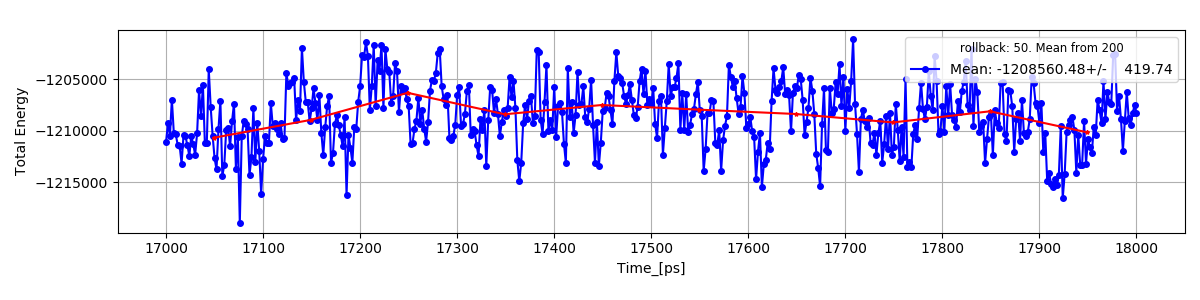 rollback: 50. Mean from 200
Mean: -1208560.48+/- 419.74
Total Energy
−1205000
−1210000
−1215000
17000 17100 17200 17300 17400 17500 17600 17700 17800 17900 18000
Time_[ps]